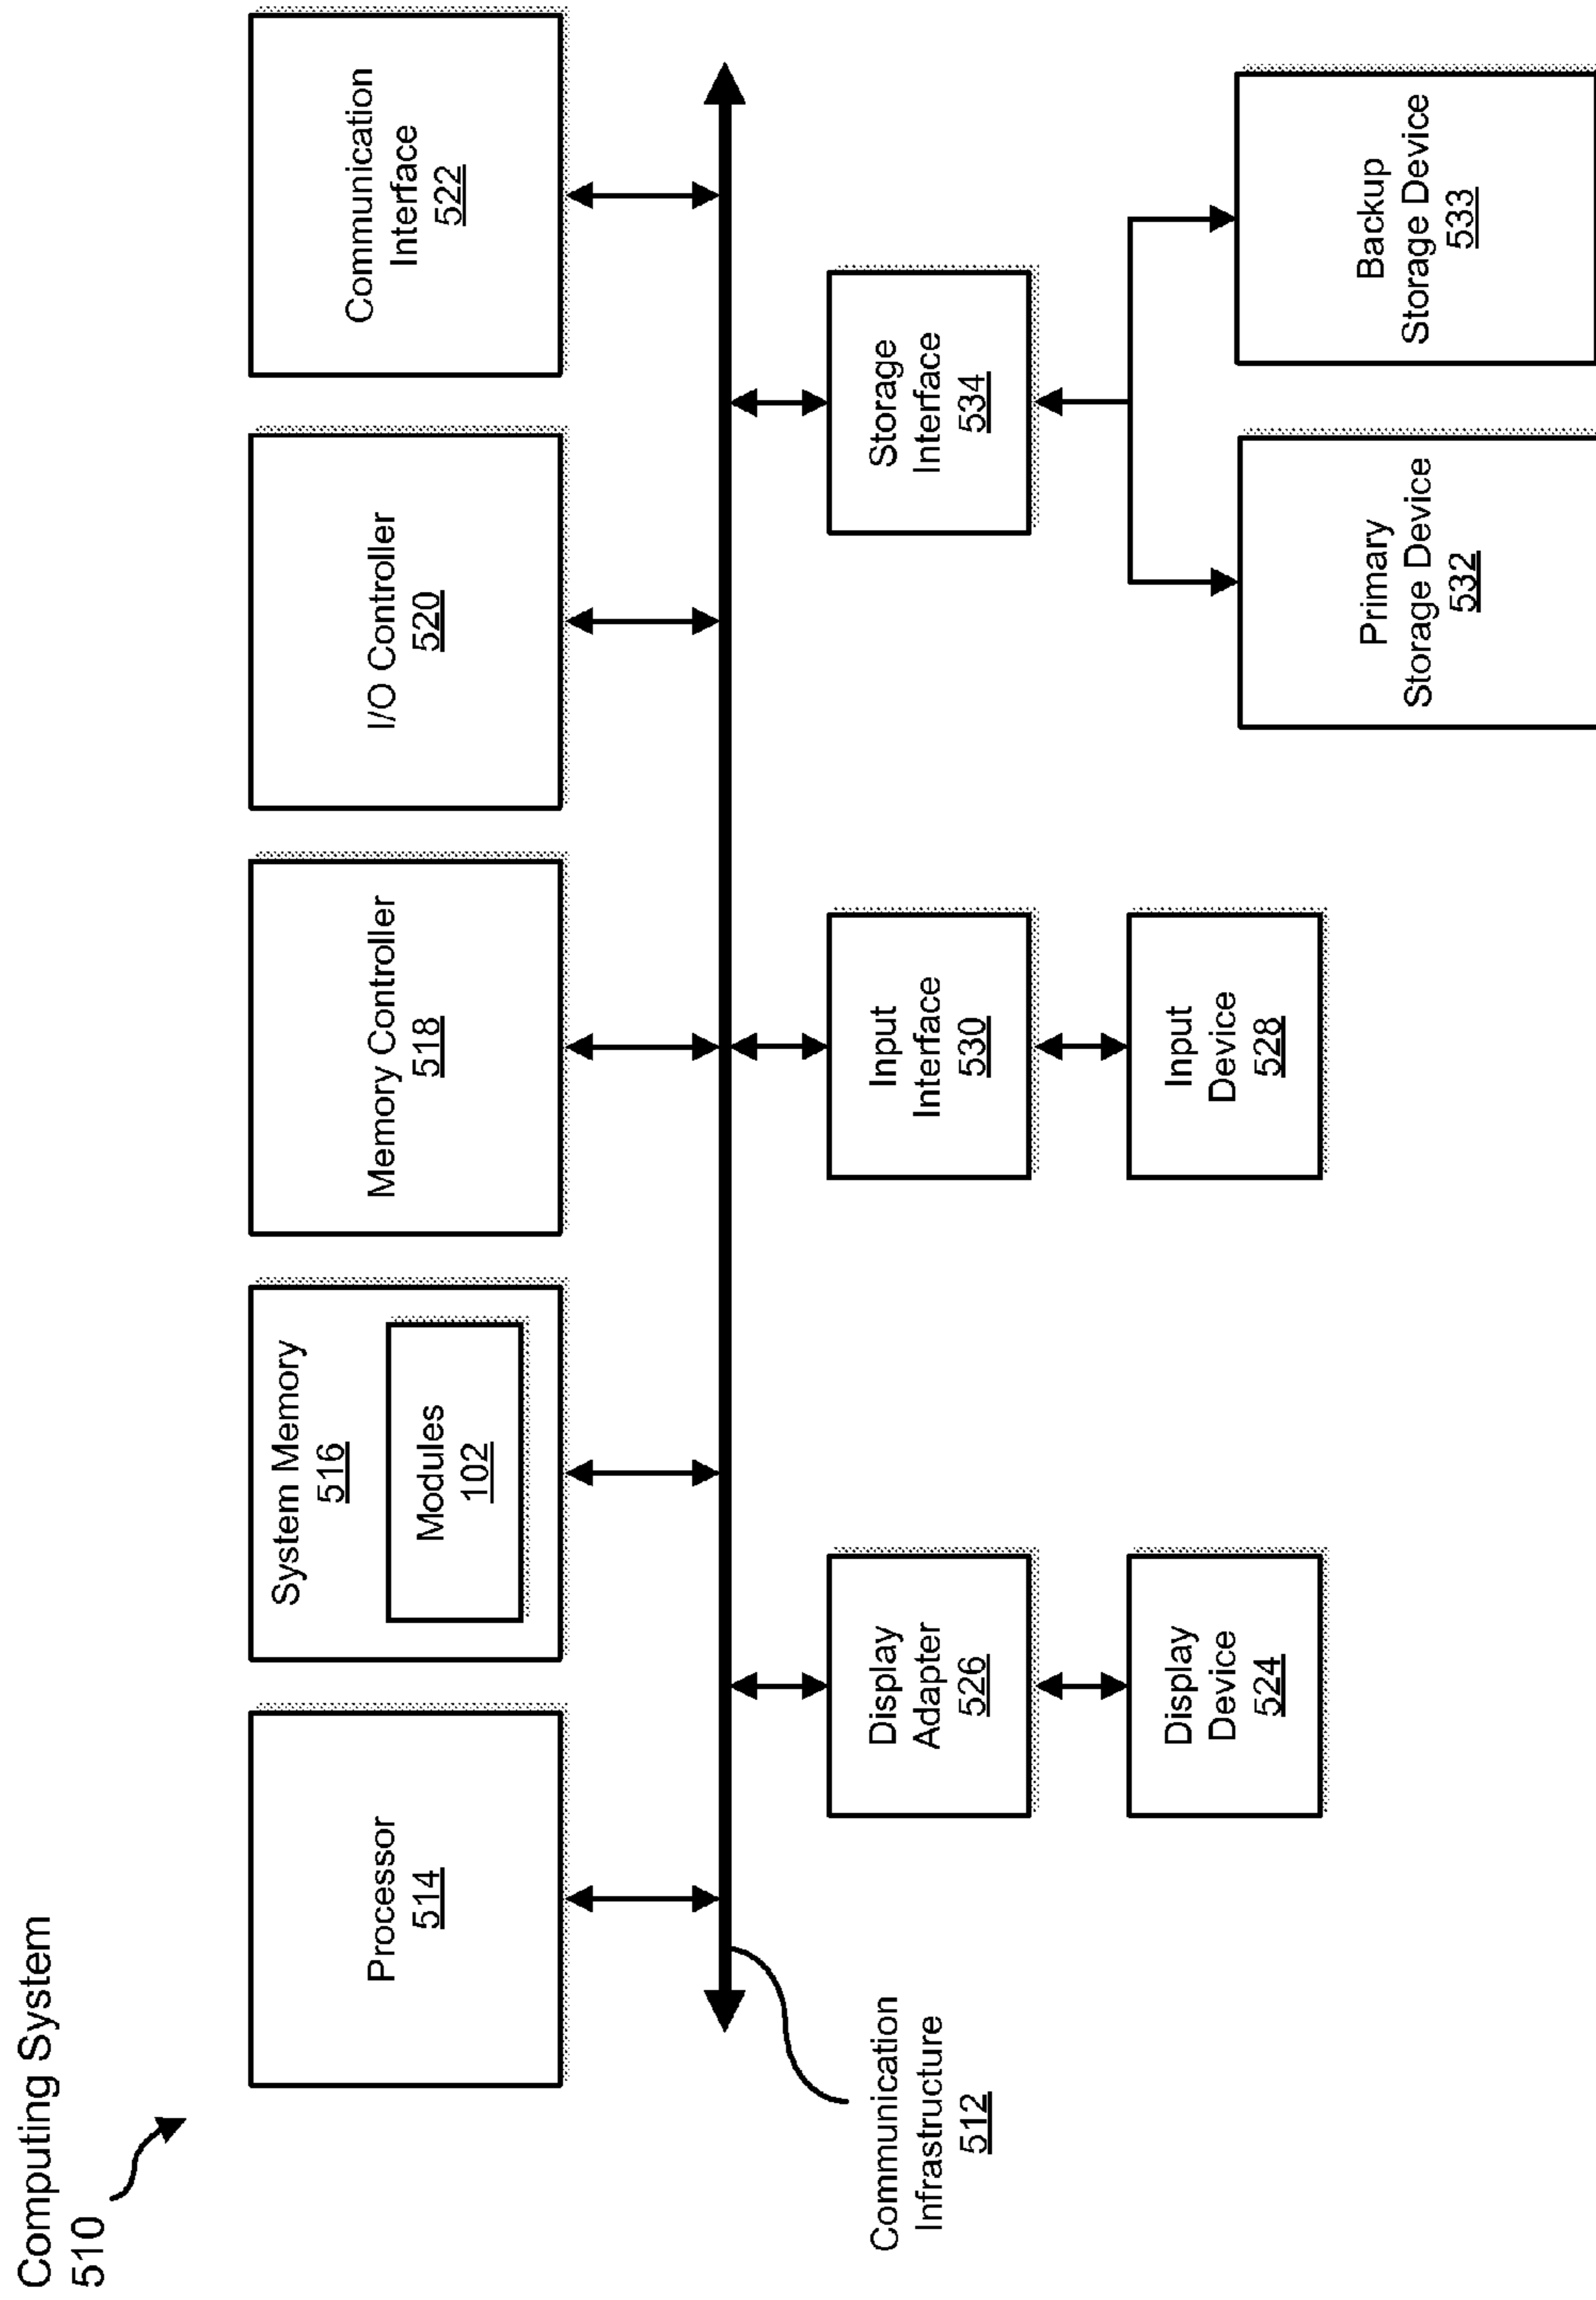 Computing System
510
Processor
514
System Memory
516
Modules
102
Memory Controller
518
I/O Controller
520
Communication
Interface
522
Communication
Infrastructure
512
Display
Adapter
526
Input
Interface
530
Storage
Interface
534
Display
Device
524
Input
Device
528
Primary
Storage Device
532
Backup
Storage Device
533